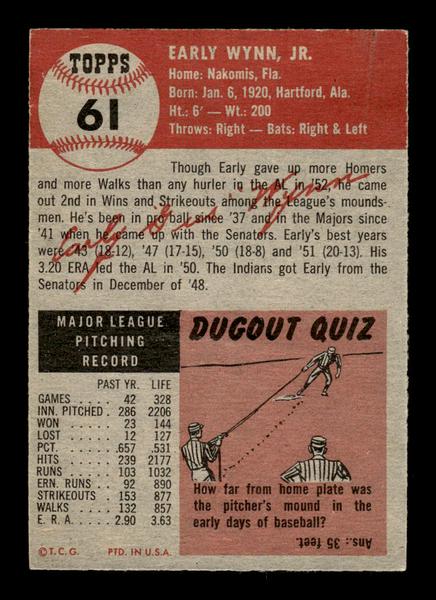 TOPPS
61
EARLY WYNN, JR.
Home: Nakomis, Fla.
Born: Jan. 6, 1920, Hartford, Ala.
Ht.: 6' — Wt.: 200
Throws: Right — Bats: Right & Left
Though Early gave up more Homers
and more Walks than any hurler in the AL in '52, he came
out 2nd in Wins and Strikeouts among the League's mounds-
men. He's been in pro ball since '37 and in the Majors since
'41 when he came up with the Senators. Early's best years
were '43 (18-12), '47 (17-15), '50 (18-8) and '51 (20-13). His
3.20 ERA led the AL in '50. The Indians got Early from the
Senators in December of '48.
Early "Gus" Wynn
MAJOR LEAGUE
PITCHING
RECORD
PAST YR. LIFE
GAMES . . . . 42 328
INN. PITCHED . 286 2206
WON . . . . 23 144
LOST . . . . 12 127
PCT. . . . . .657 .531
HITS . . . . 239 2177
RUNS . . . . 103 1032
ERN. RUNS . . 92 890
STRIKEOUTS . 153 877
WALKS . . . . 132 857
E. R. A. . . . 2.90 3.63
© T. C. G. PTD. IN U.S.A.
DUGOUT QUIZ
How far from home plate was
the pitcher's mound in the
early days of baseball?
Ans.: 35 feet.